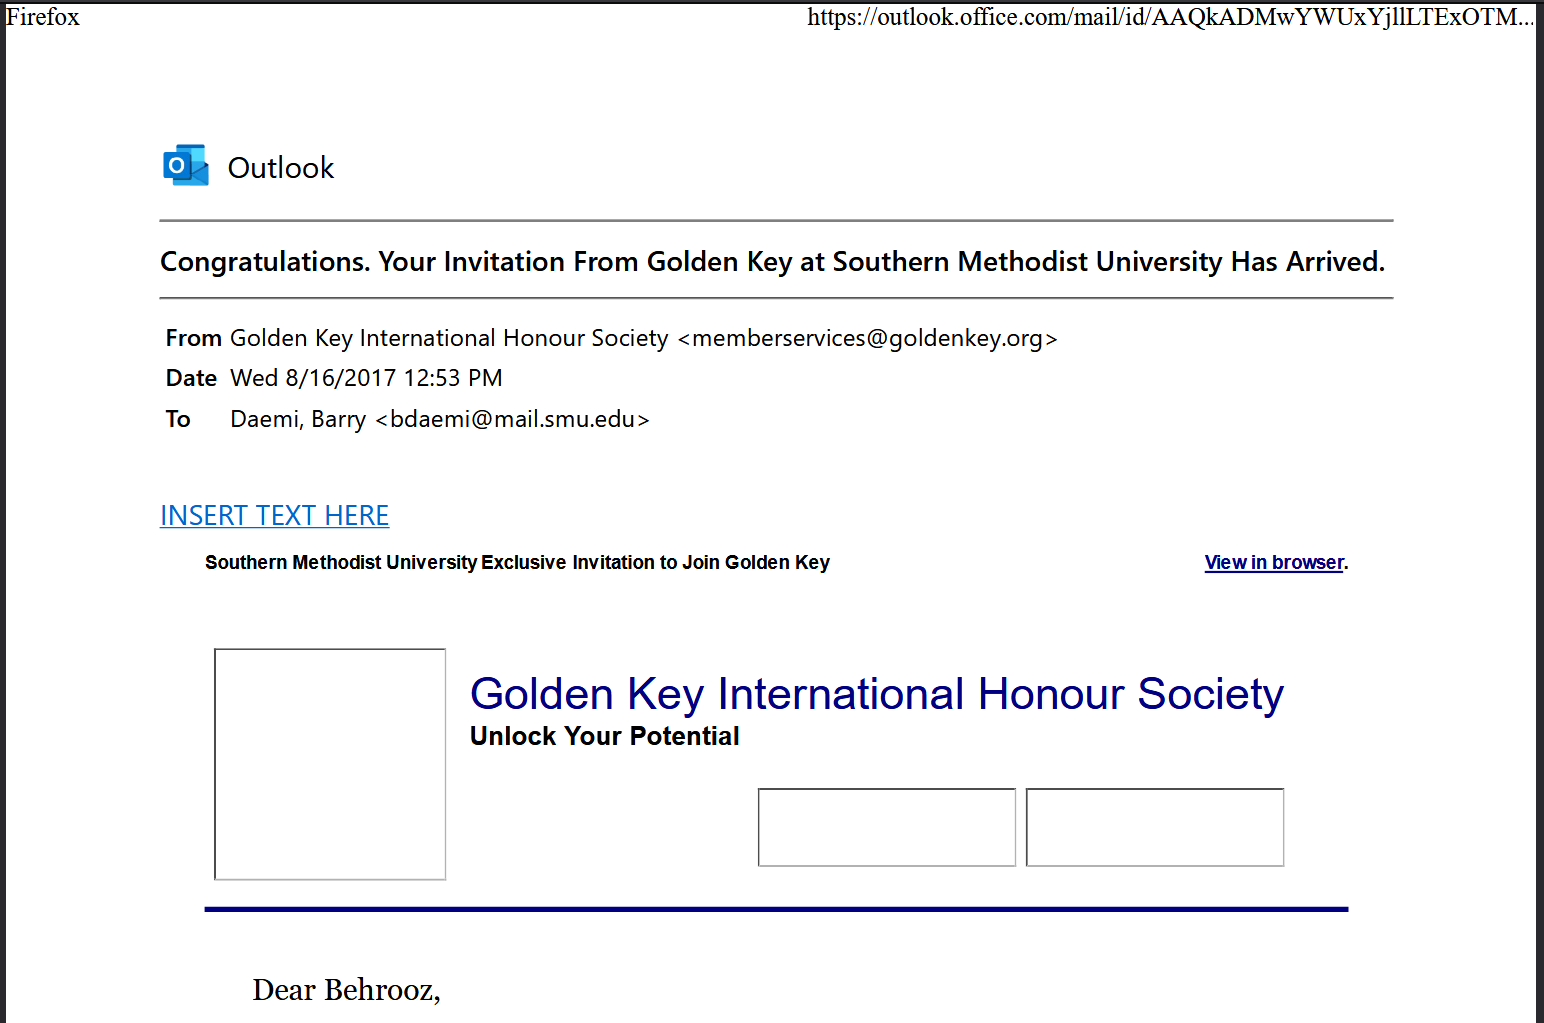 Firefox
https://outlook.office.com/mail/id/AAQkADMwYWUxYjllLTExOTM...
Outlook
Congratulations. Your Invitation From Golden Key at Southern Methodist University Has Arrived.
From Golden Key International Honour Society <memberservices@goldenkey.org>
Date Wed 8/16/2017 12:53 PM
To Daemi, Barry <bdaemi@mail.smu.edu>
INSERT TEXT HERE
Southern Methodist University Exclusive Invitation to Join Golden Key
View in browser.
Golden Key International Honour Society
Unlock Your Potential
Dear Behrooz,